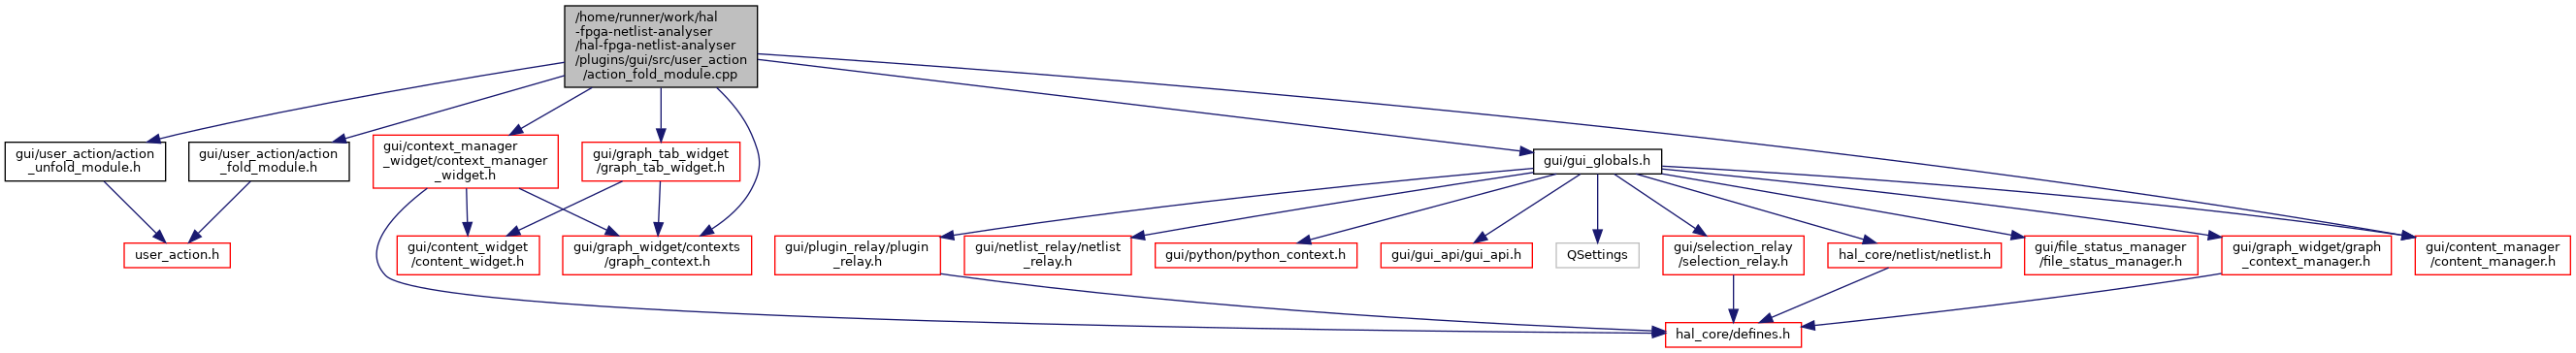 /home/runner/work/hal
-fpga-netlist-analyser
/hal-fpga-netlist-analyser
/plugins/gui/src/user_action
/action_fold_module.cpp
gui/user_action/action
_unfold_module.h
gui/user_action/action
_fold_module.h
gui/context_manager
_widget/context_manager
_widget.h
gui/graph_tab_widget
/graph_tab_widget.h
gui/gui_globals.h
user_action.h
gui/content_widget
/content_widget.h
gui/graph_widget/contexts
/graph_context.h
gui/plugin_relay/plugin
_relay.h
gui/netlist_relay/netlist
_relay.h
gui/python/python_context.h
gui/gui_api/gui_api.h
QSettings
gui/selection_relay
/selection_relay.h
hal_core/netlist/netlist.h
gui/file_status_manager
/file_status_manager.h
gui/graph_widget/graph
_context_manager.h
gui/content_manager
/content_manager.h
hal_core/defines.h